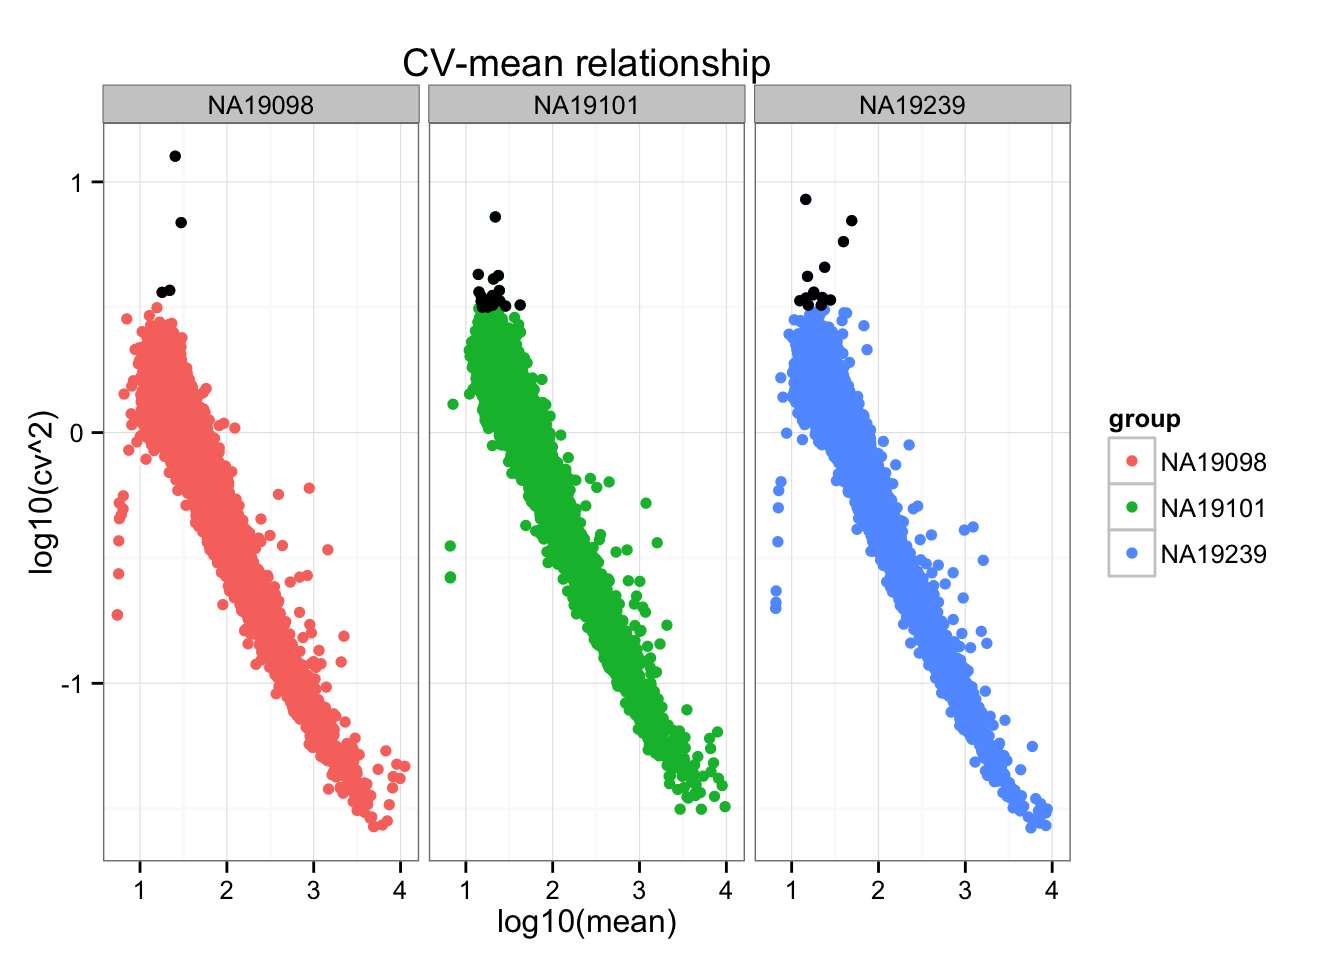 CV-mean relationship
NA19098
NA19101
NA19239
log10(cv^2)
1
0
-1
1 2 3 4
1 2 3 4
1 2 3 4
log10(mean)
group
NA19098
NA19101
NA19239